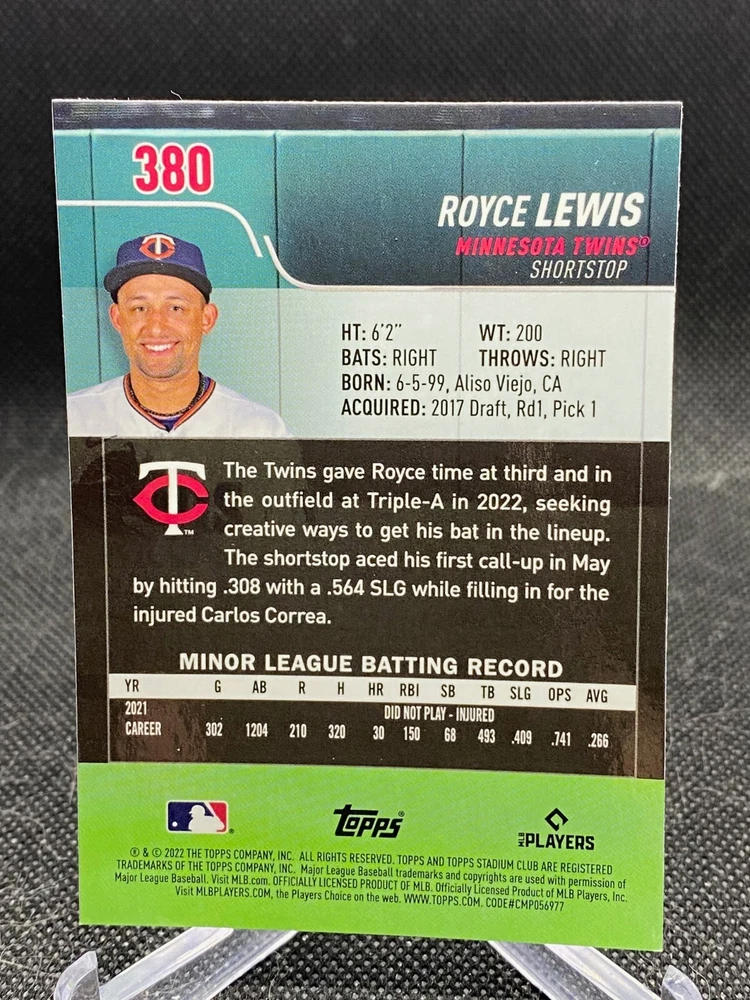 380
ROYCE LEWIS
MINNESOTA TWINS®
SHORTSTOP
HT: 6'2" WT: 200
BATS: RIGHT THROWS: RIGHT
BORN: 6-5-99, Aliso Viejo, CA
ACQUIRED: 2017 Draft, Rd1, Pick 1
TC
TC™
The Twins gave Royce time at third and in
the outfield at Triple-A in 2022, seeking
creative ways to get his bat in the lineup.
The shortstop aced his first call-up in May
by hitting .308 with a .564 SLG while filling in for the
injured Carlos Correa.
MINOR LEAGUE BATTING RECORD
YR G AB R H HR RBI SB TB SLG OPS AVG
2021 DID NOT PLAY - INJURED
CAREER 302 1204 210 320 30 150 68 493 .409 .741 .266
topps®
MLB PLAYERS
® & © 2022 THE TOPPS COMPANY, INC. ALL RIGHTS RESERVED. TOPPS AND TOPPS STADIUM CLUB ARE REGISTERED
TRADEMARKS OF THE TOPPS COMPANY, INC. Major League Baseball trademarks and copyrights are used with permission of
Major League Baseball. Visit MLB.com. OFFICIALLY LICENSED PRODUCT OF MLB. Officially Licensed Product of MLB Players, Inc.
Visit MLBPLAYERS.COM, the Players Choice on the web. WWW.TOPPS.COM. CODE#CMP056977